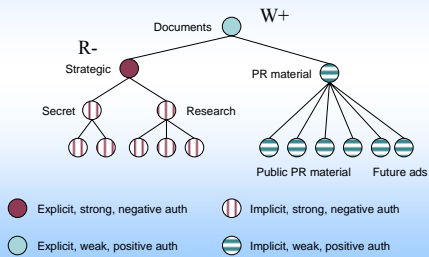 Documents
W+
R-
Strategic
PR material
Secret
Research
Public PR material
Future ads
Explicit, strong, negative auth
Implicit, strong, negative auth
Explicit, weak, positive auth
Implicit, weak, positive auth